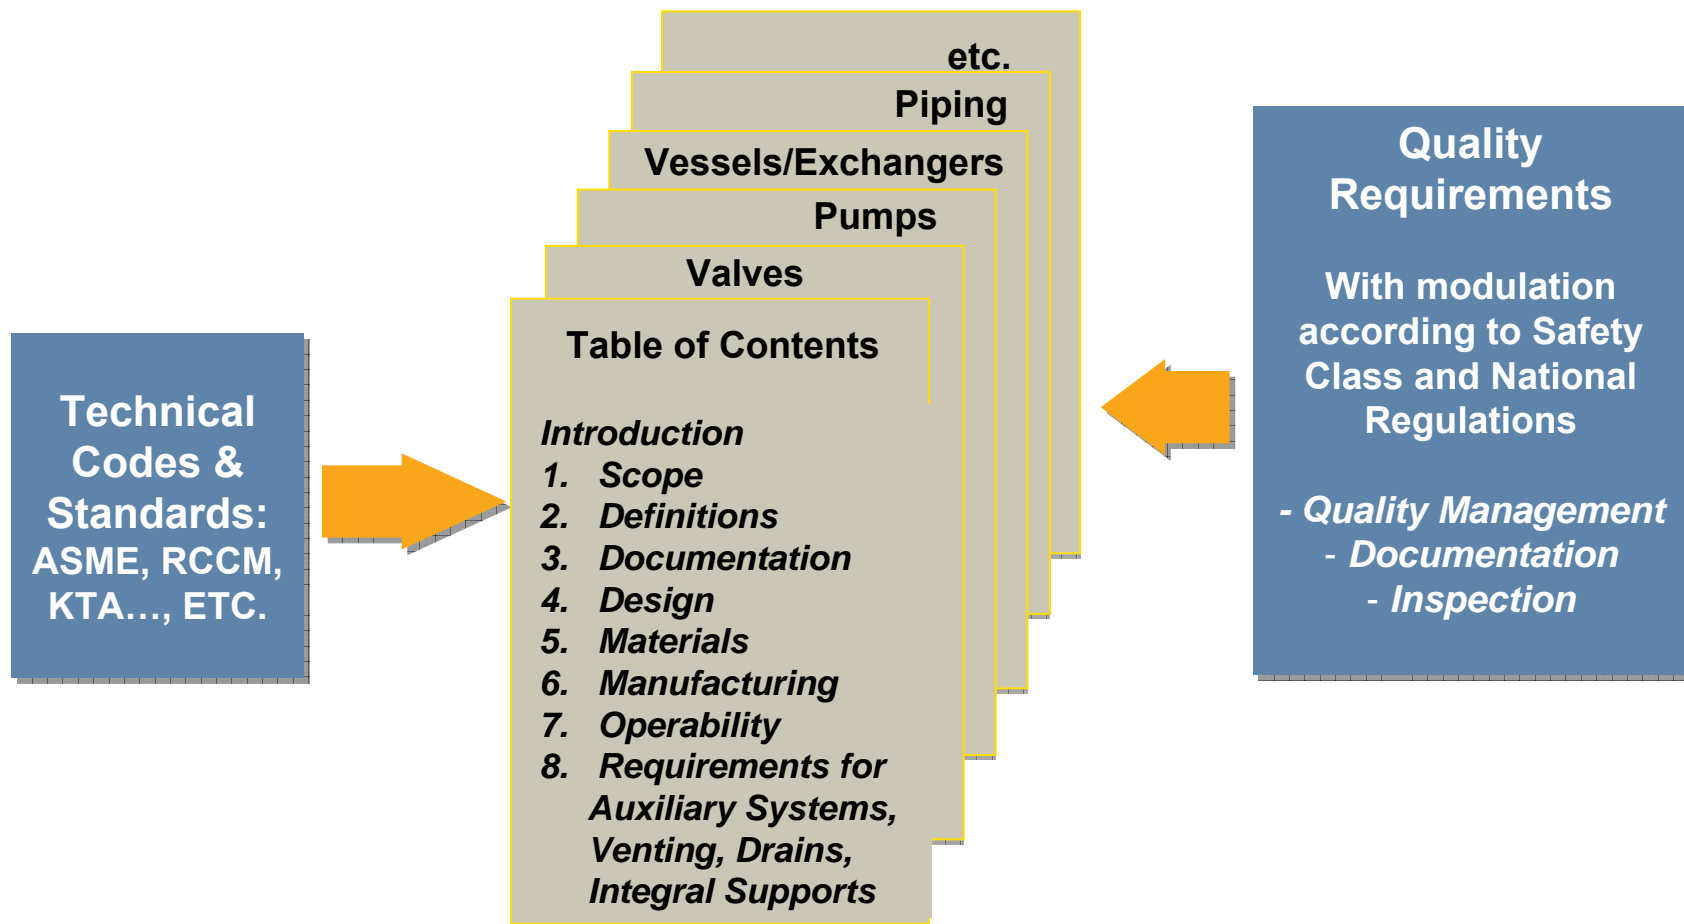 etc.
Piping
Vessels/Exchangers
Pumps
Valves
Table of Contents
Introduction
1. Scope
2. Definitions
3. Documentation
4. Design
5. Materials
6. Manufacturing
7. Operability
8. Requirements for
Auxiliary Systems,
Venting, Drains,
Integral Supports
Technical
Codes &
Standards:
ASME, RCCM,
KTA..., ETC.
Quality
Requirements
With modulation
according to Safety
Class and National
Regulations
- Quality Management
- Documentation
- Inspection